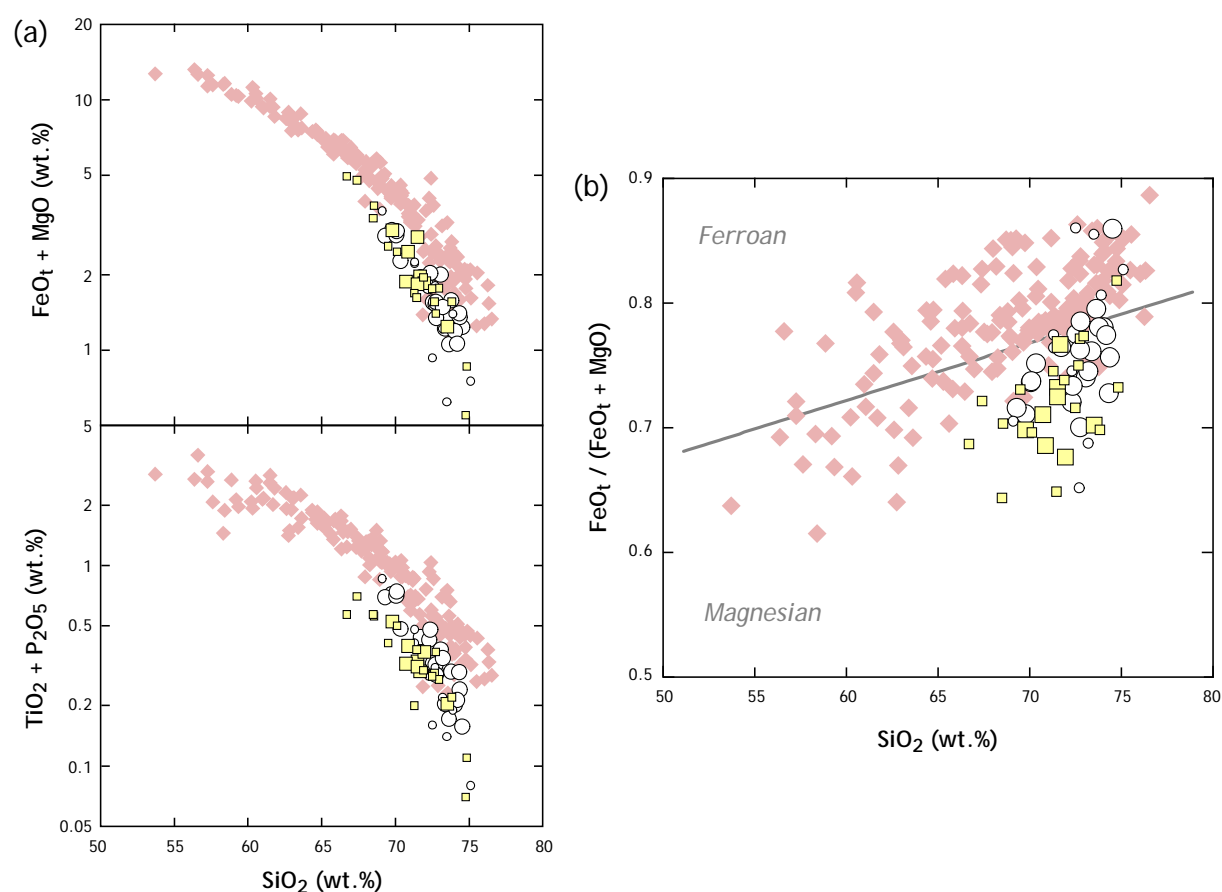 (a)
FeOt + MgO (wt.%)
20
10
5
2
1
5
TiO2 + P2O5 (wt.%)
2
1
0.5
0.2
0.1
0.05
50 55 60 65 70 75 80
SiO2 (wt.%)
(b)
FeOt / (FeOt + MgO)
0.9
0.8
0.7
0.6
0.5
Ferroan
Magnesian
50 55 60 65 70 75 80
SiO2 (wt.%)